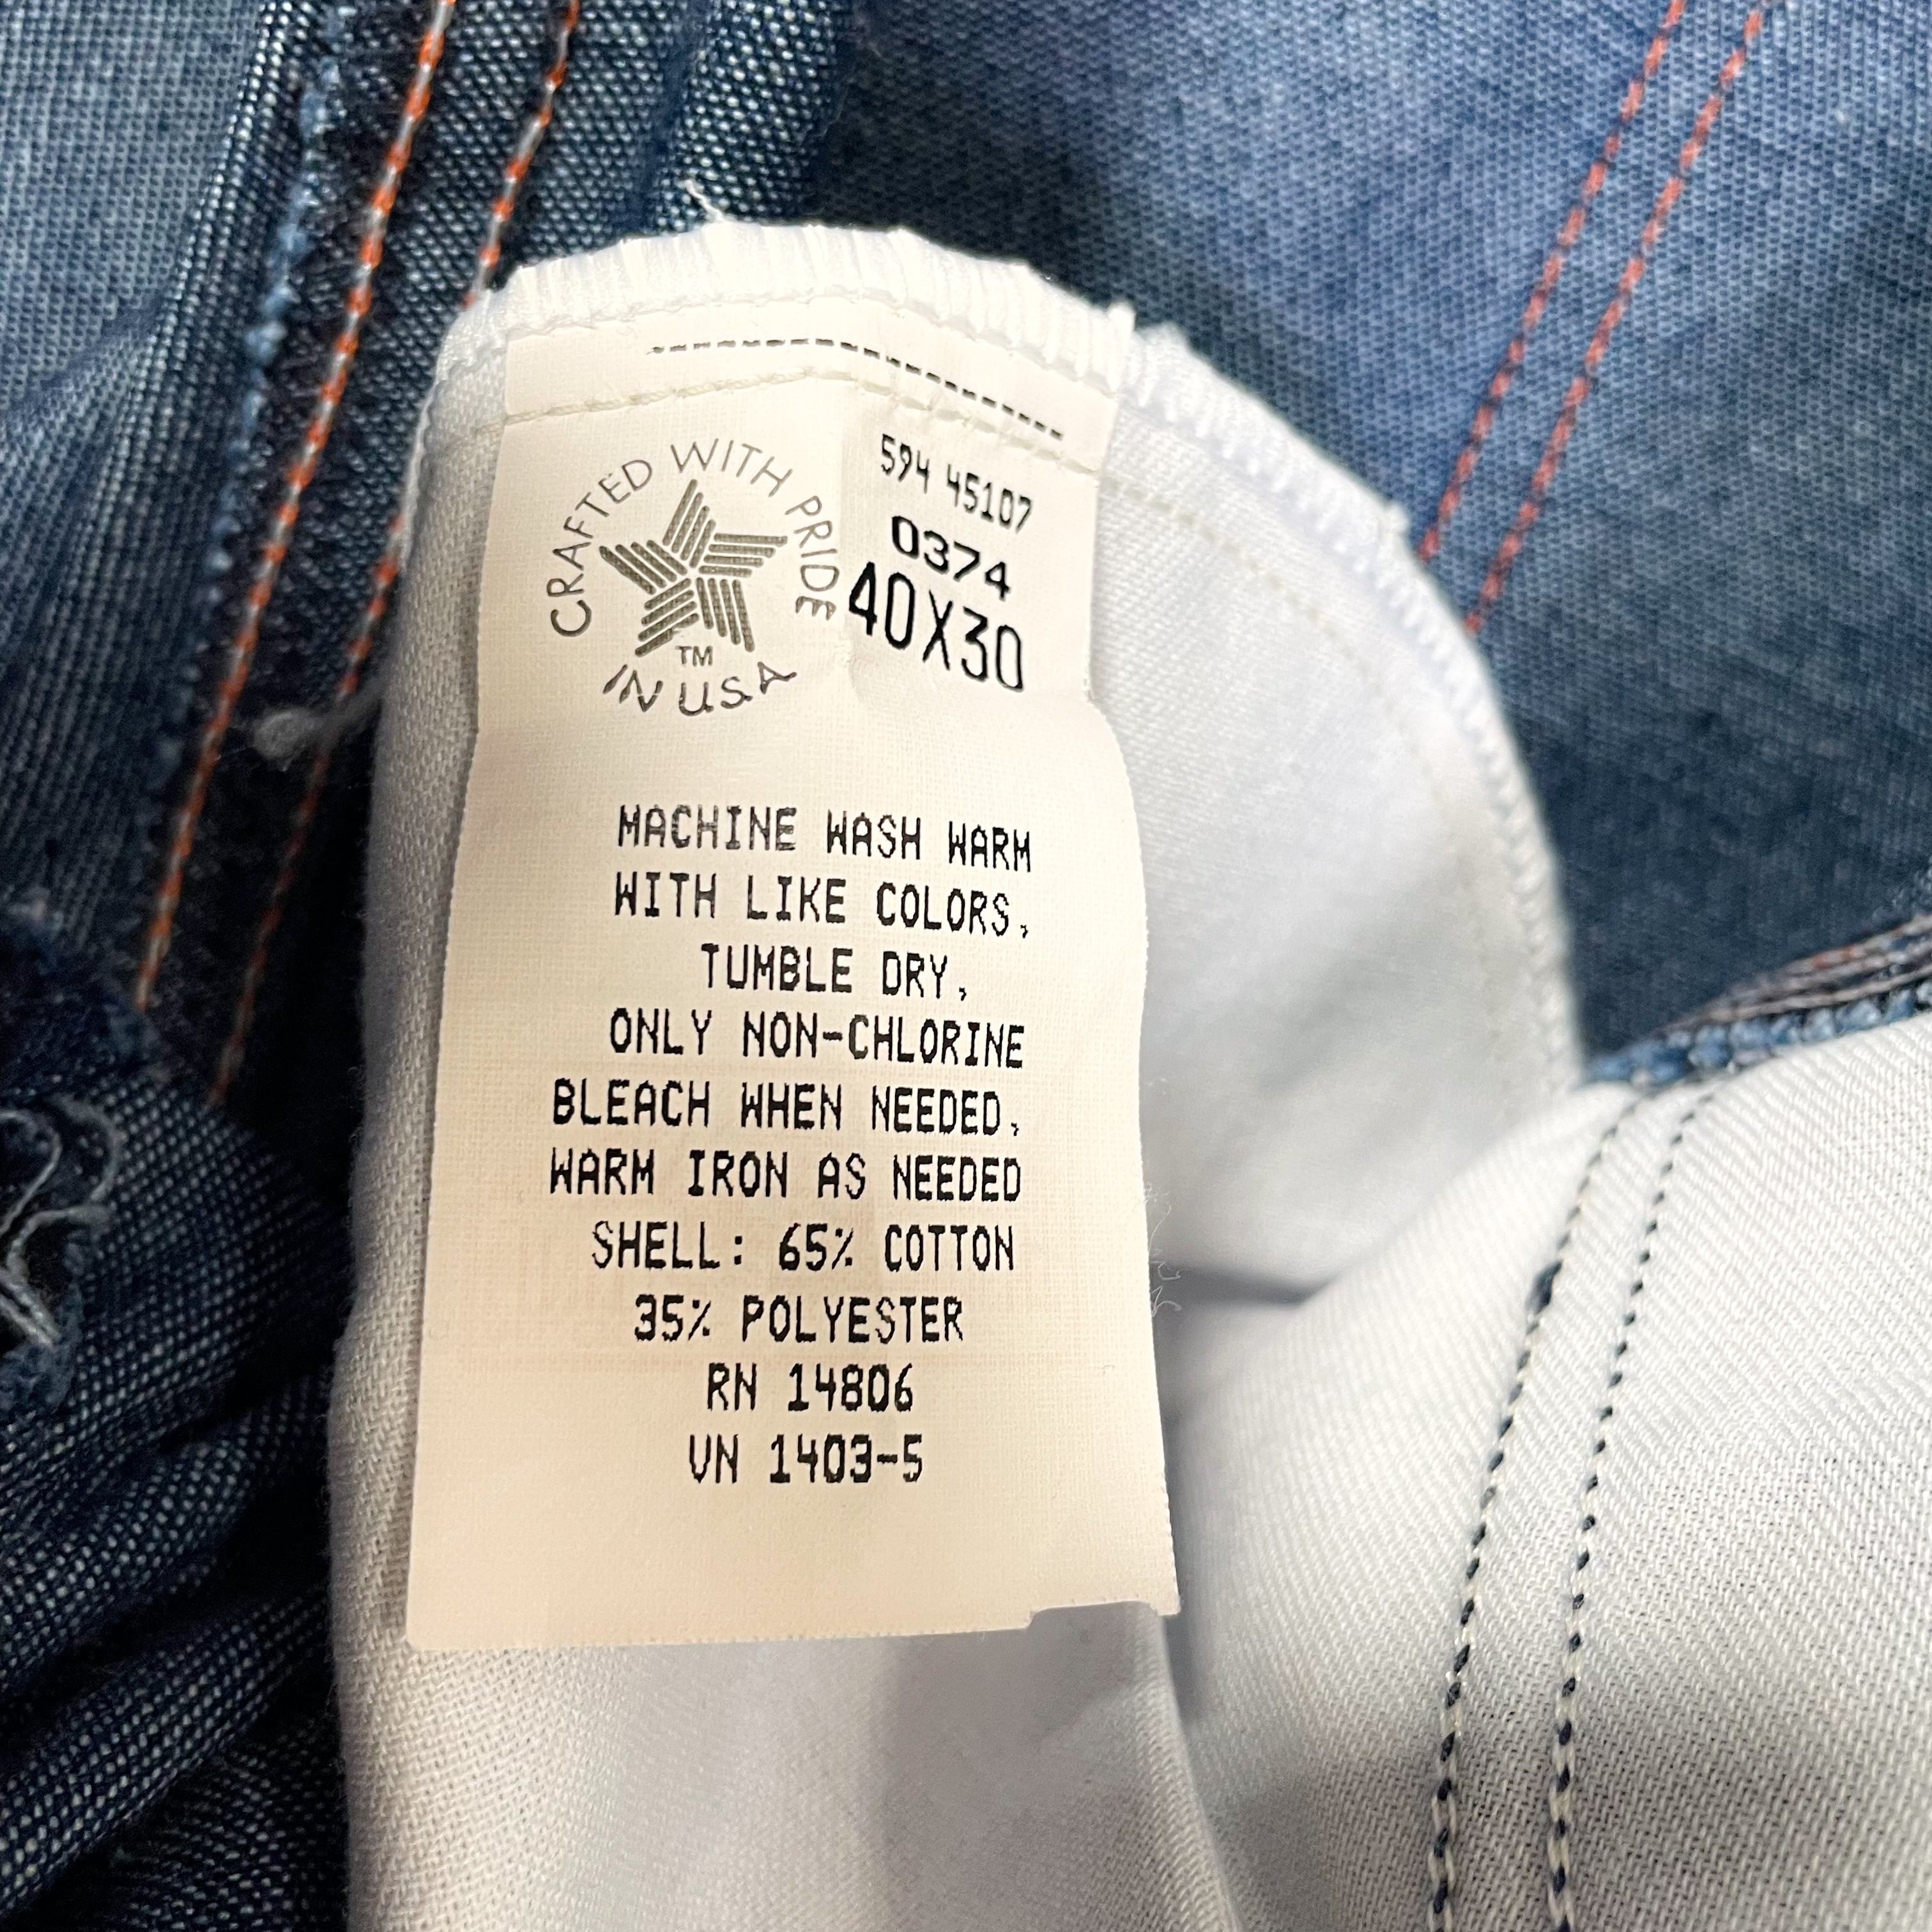 CRAFTED WITH PRIDE
TM
IN USA
594 45107
0374
40X30
MACHINE WASH WARM
WITH LIKE COLORS,
TUMBLE DRY,
ONLY NON-CHLORINE
BLEACH WHEN NEEDED,
WARM IRON AS NEEDED
SHELL: 65% COTTON
35% POLYESTER
RN 14806
VN 1403-5